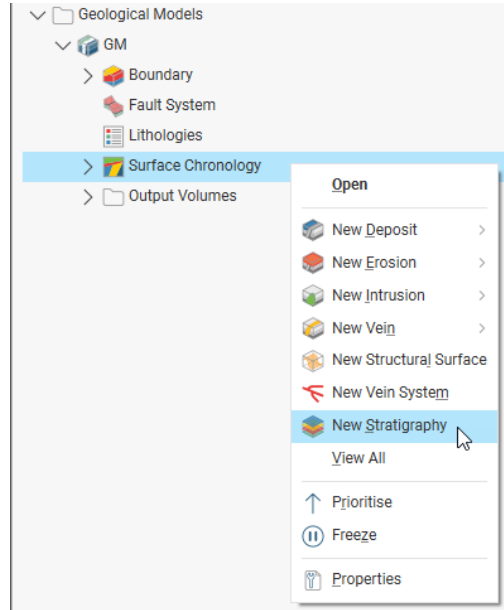 Geological Models
GM
Boundary
Fault System
Lithologies
Surface Chronology
Output Volumes
Open
New Deposit
New Erosion
New Intrusion
New Vein
New Structural Surface
New Vein System
New Stratigraphy
View All
Prioritise
Freeze
Properties